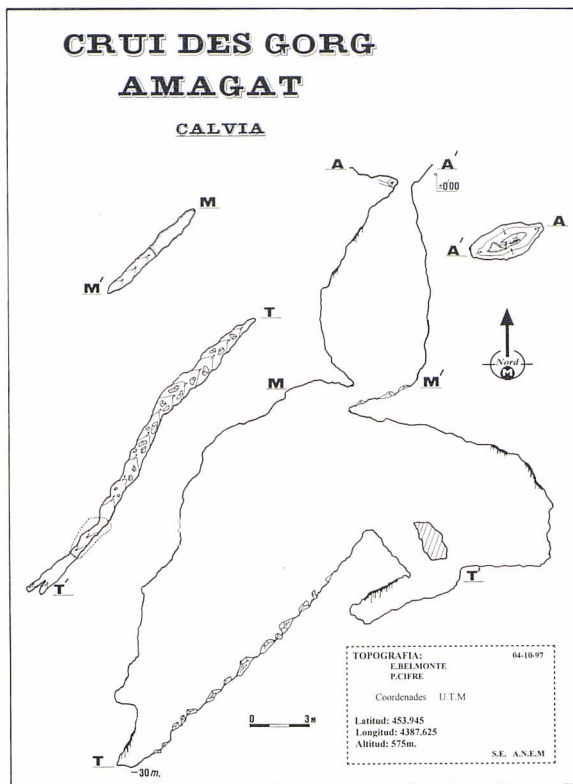 CRUI DES GORG
AMAGAT
CALVIA
A A'
±0'00
M
A
A'
M'
T
Nord
M
M M'
T'
T
T'
TOPOGRAFIA: 04-10-97
E.BELMONTE
P.CIFRE
Coordenades U.T.M
Latitud: 453.945
Longitud: 4387.625
Altitud: 575m.
S.E. A.N.E.M
0 3M
T
-30m.